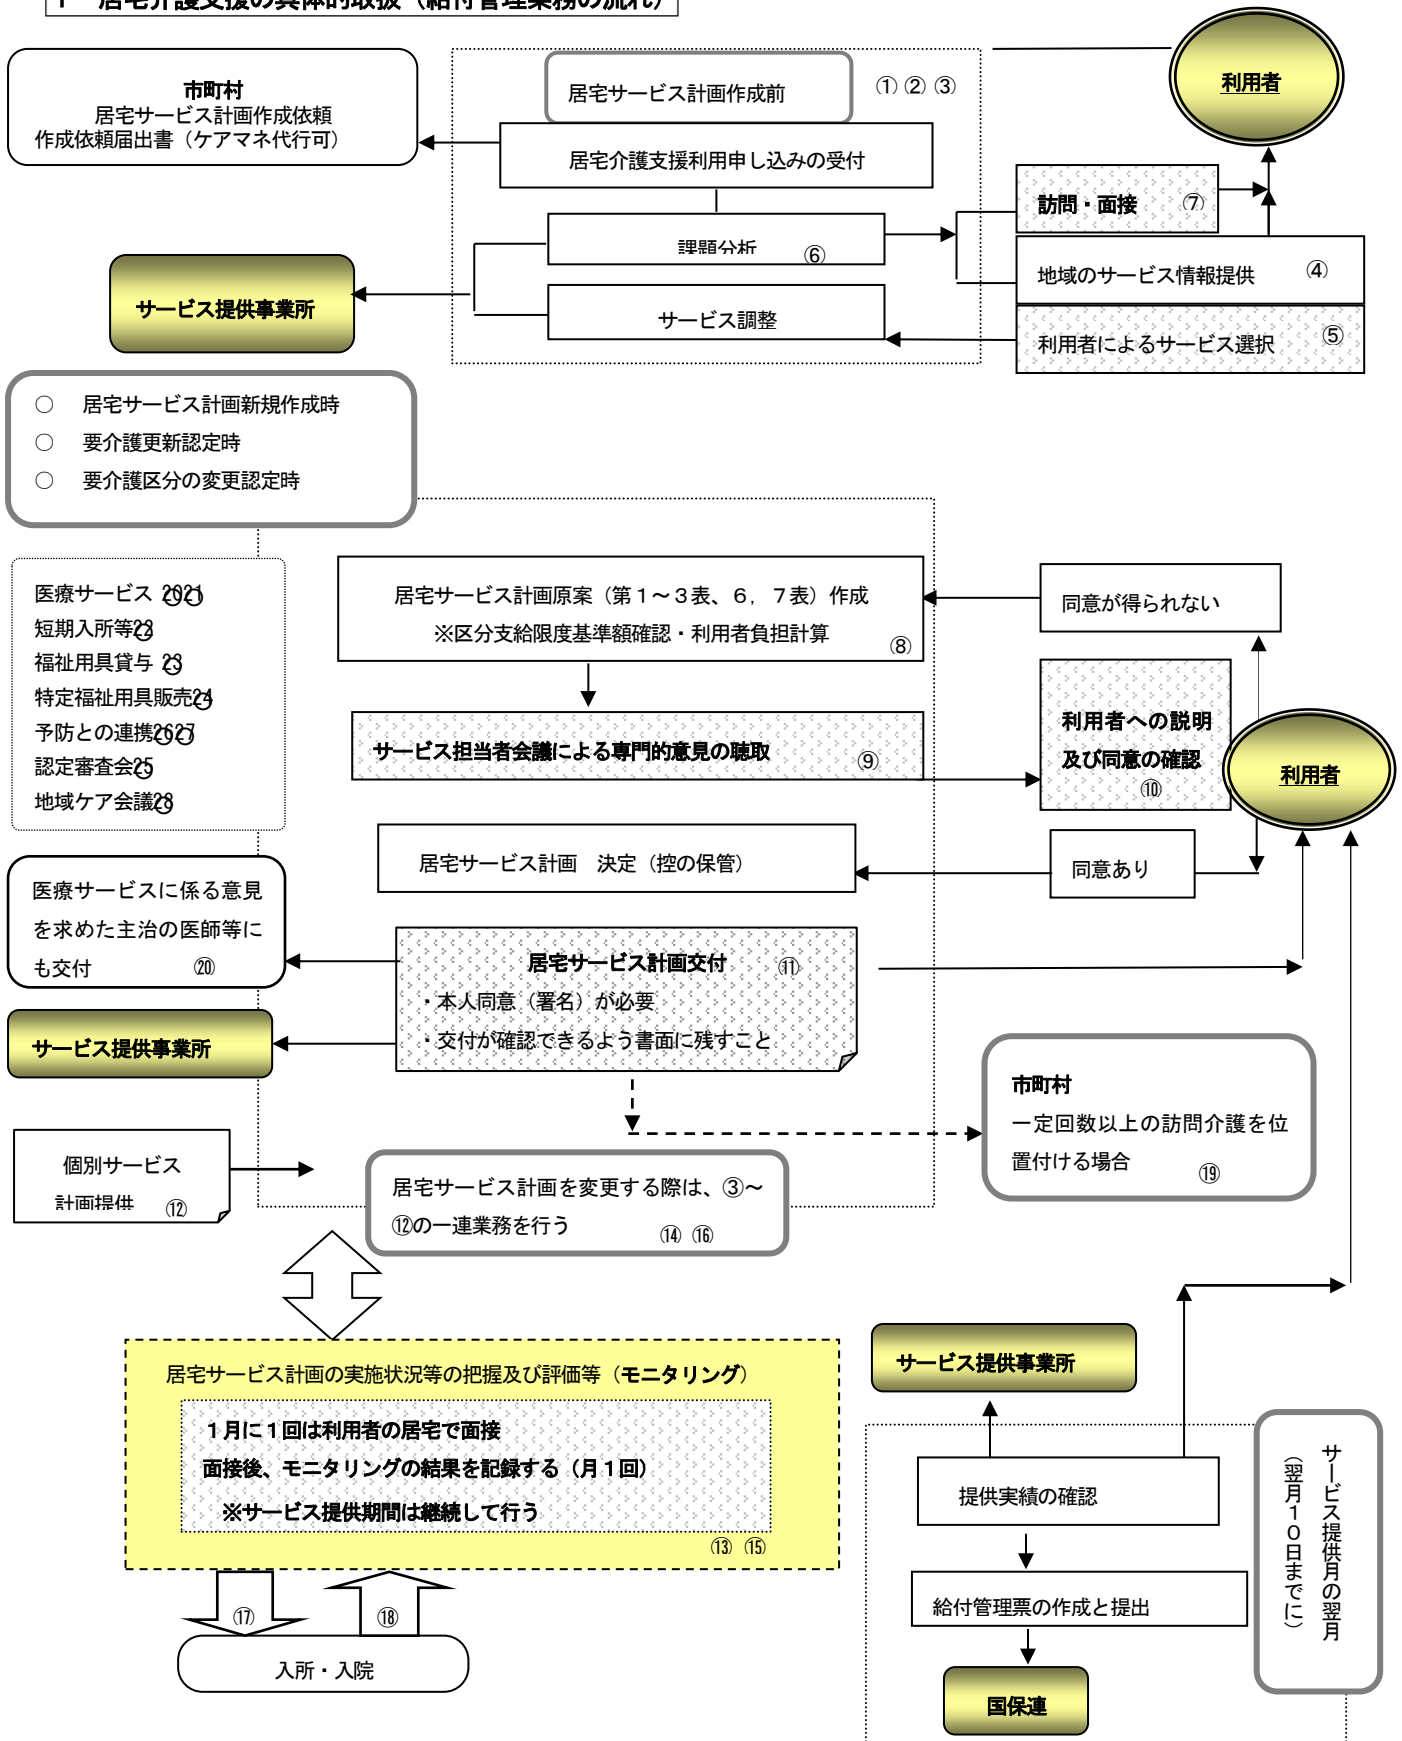 1 居宅介護支援の具体的取扱（給付管理業務の流れ）
利用者
市町村
居宅サービス計画作成依頼
作成依頼届出書（ケアマネ代行可）
居宅サービス計画作成前
① ② ③
居宅介護支援利用申し込みの受付
訪問・面接 ⑦
課題分析 ⑥
地域のサービス情報提供 ④
サービス提供事業所
サービス調整
利用者によるサービス選択 ⑤
○ 居宅サービス計画新規作成時
○ 要介護更新認定時
○ 要介護区分の変更認定時
医療サービス 2021
短期入所等22
福祉用具貸与 23
特定福祉用具販売24
予防との連携2627
認定審査会25
地域ケア会議28
居宅サービス計画原案（第１～３表、６，７表）作成
※区分支給限度基準額確認・利用者負担計算 ⑧
同意が得られない
サービス担当者会議による専門的意見の聴取 ⑨
利用者への説明
及び同意の確認
⑩
利用者
居宅サービス計画　決定（控の保管）
同意あり
医療サービスに係る意見
を求めた主治の医師等に
も交付 ⑳
居宅サービス計画交付 ⑪
・本人同意（署名）が必要
・交付が確認できるよう書面に残すこと
サービス提供事業所
市町村
一定回数以上の訪問介護を位
置付ける場合 ⑲
個別サービス
計画提供 ⑫
居宅サービス計画を変更する際は、③～
⑫の一連業務を行う ⑭ ⑯
居宅サービス計画の実施状況等の把握及び評価等（モニタリング）
１月に１回は利用者の居宅で面接
面接後、モニタリングの結果を記録する（月１回）
※サービス提供期間は継続して行う
⑬ ⑮
⑰
⑱
入所・入院
サービス提供事業所
提供実績の確認
給付管理票の作成と提出
国保連
サービス提供月の翌月
（翌月１０日までに）